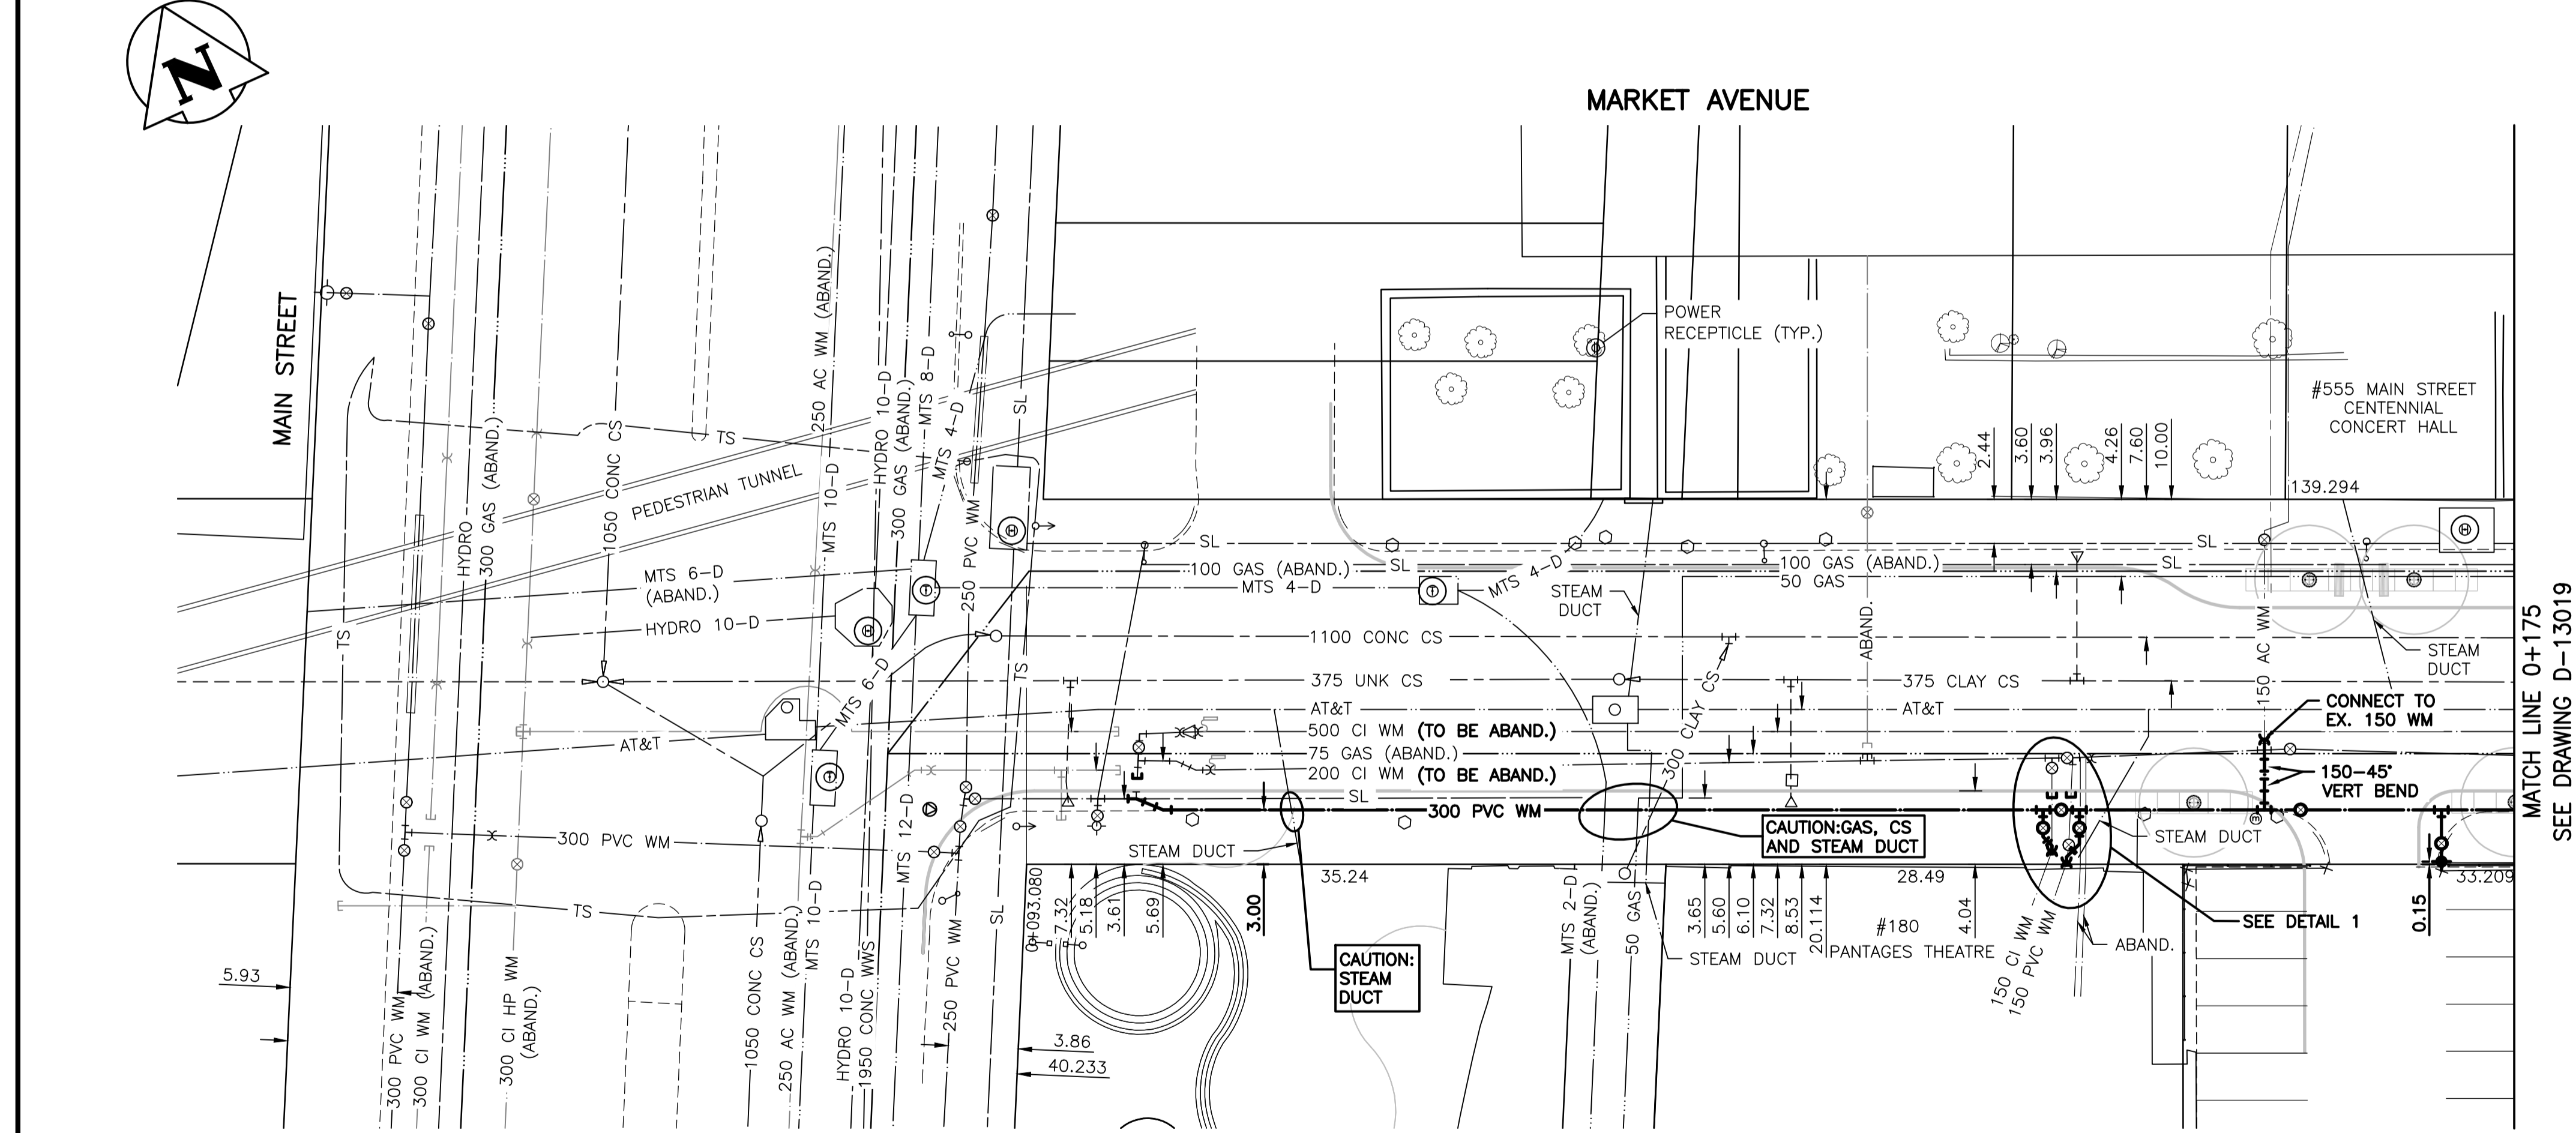 N
MARKET AVENUE
MAIN STREET
POWER
RECEPTICLE (TYP.)
#555 MAIN STREET
CENTENNIAL
CONCERT HALL
2.44
3.60
3.96
4.26
7.60
10.00
139.294
HYDRO
300 GAS (ABAND.)
1050 CONC CS
TS
PEDESTRIAN TUNNEL
250 AC WM (ABAND.)
MTS 10-D
HYDRO 10-D
300 GAS (ABAND.)
MTS 8-D
MTS 4-D
250 PVC WM
SL
SL
SL
100 GAS (ABAND.)
SL
MTS 4-D
MTS 4-D
STEAM
DUCT
100 GAS (ABAND.)
50 GAS
SL
SL
MTS 6-D
(ABAND.)
HYDRO 10-D
TS
MTS 6-D
TS
1100 CONC CS
375 UNK CS
300 CLAY CS
ABAND.
375 CLAY CS
150 AC WM
STEAM
DUCT
AT&T
AT&T
AT&T
500 CI WM (TO BE ABAND.)
75 GAS (ABAND.)
200 CI WM (TO BE ABAND.)
SL
300 PVC WM
CONNECT TO
EX. 150 WM
150-45°
VERT BEND
MATCH LINE 0+175
SEE DRAWING D-13019
300 PVC WM
MTS 12-D
STEAM DUCT
CAUTION:GAS, CS
AND STEAM DUCT
STEAM DUCT
35.24
28.49
33.209
0+093.080
7.32
5.18
3.61
5.69
3.00
MTS 2-D
(ABAND.)
50 GAS
3.65
5.60
6.10
7.32
8.53
20.114
#180
PANTAGES THEATRE
4.04
STEAM DUCT
150 CI WM
150 PVC WM
ABAND.
SEE DETAIL 1
0.15
TS
CAUTION:
STEAM
DUCT
5.93
300 PVC WM
300 CI WM (ABAND.)
300 CI HP WM
(ABAND.)
1050 CONC CS
250 AC WM (ABAND.)
MTS 10-D
HYDRO 10-D
1950 CONC WWS
250 PVC WM
SL
3.86
40.233